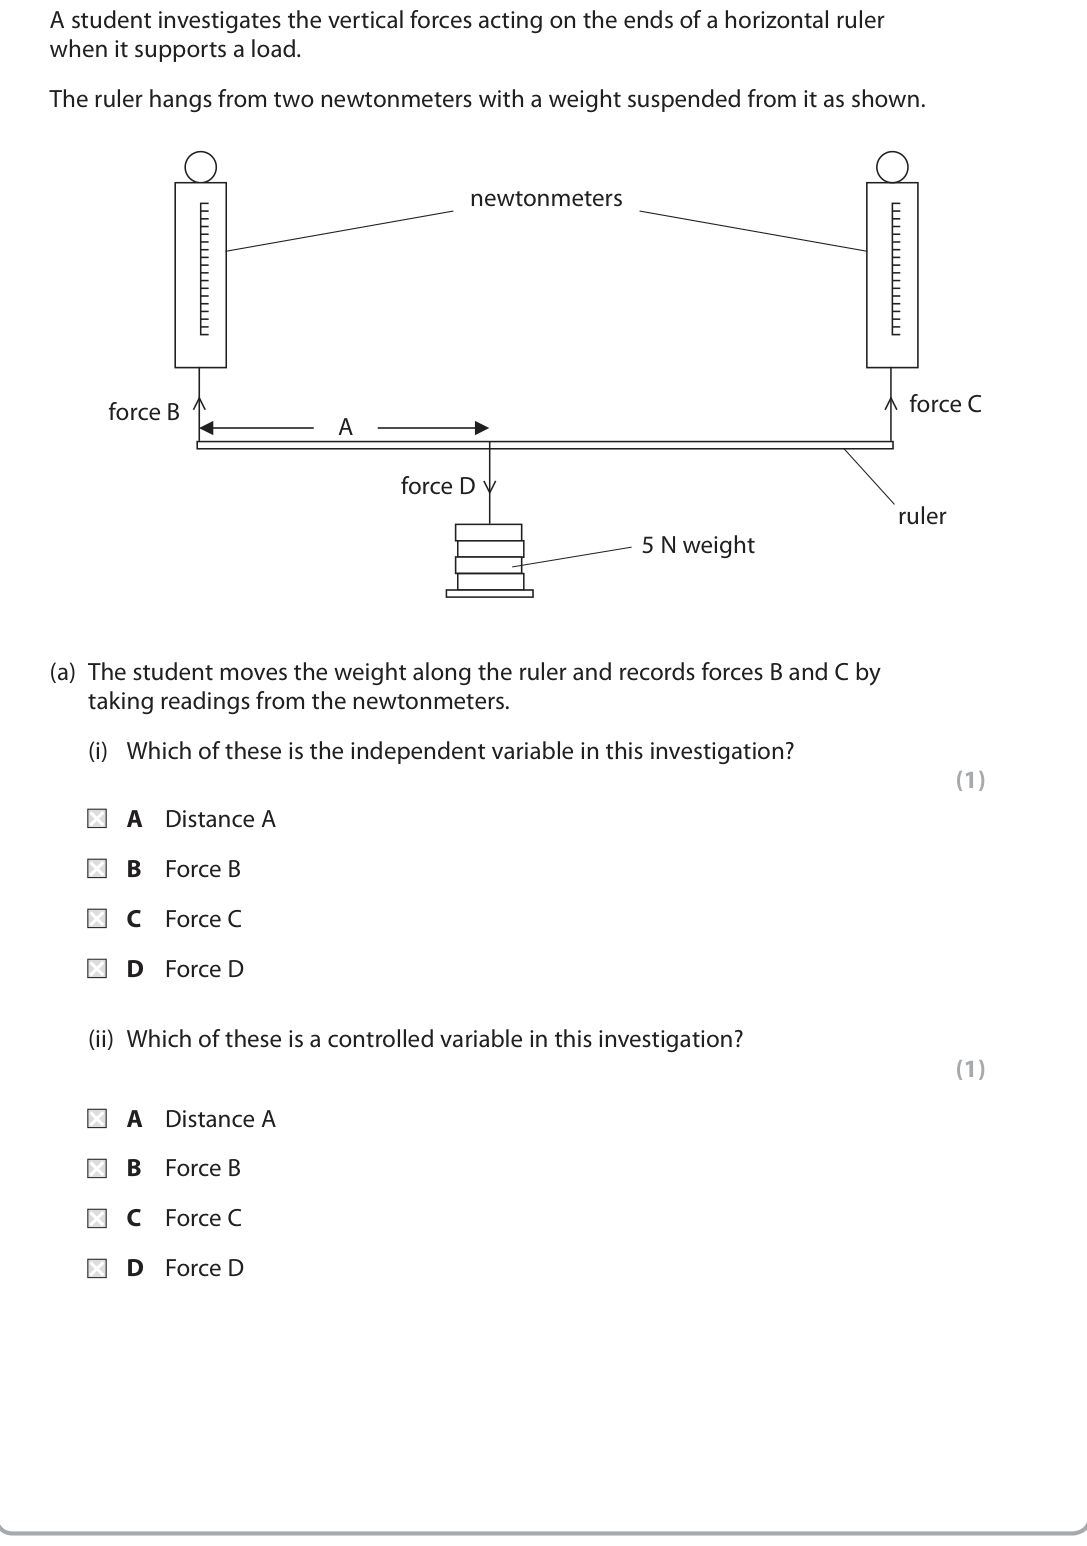 A student investigates the vertical forces acting on the ends of a horizontal ruler
when it supports a load.
The ruler hangs from two newtonmeters with a weight suspended from it as shown.
newtonmeters
force B
force C
A
force D
ruler
5 N weight
(a) The student moves the weight along the ruler and records forces B and C by
taking readings from the newtonmeters.
(i) Which of these is the independent variable in this investigation?
(1)
A Distance A
B Force B
C Force C
D Force D
(ii) Which of these is a controlled variable in this investigation?
(1)
A Distance A
B Force B
C Force C
D Force D